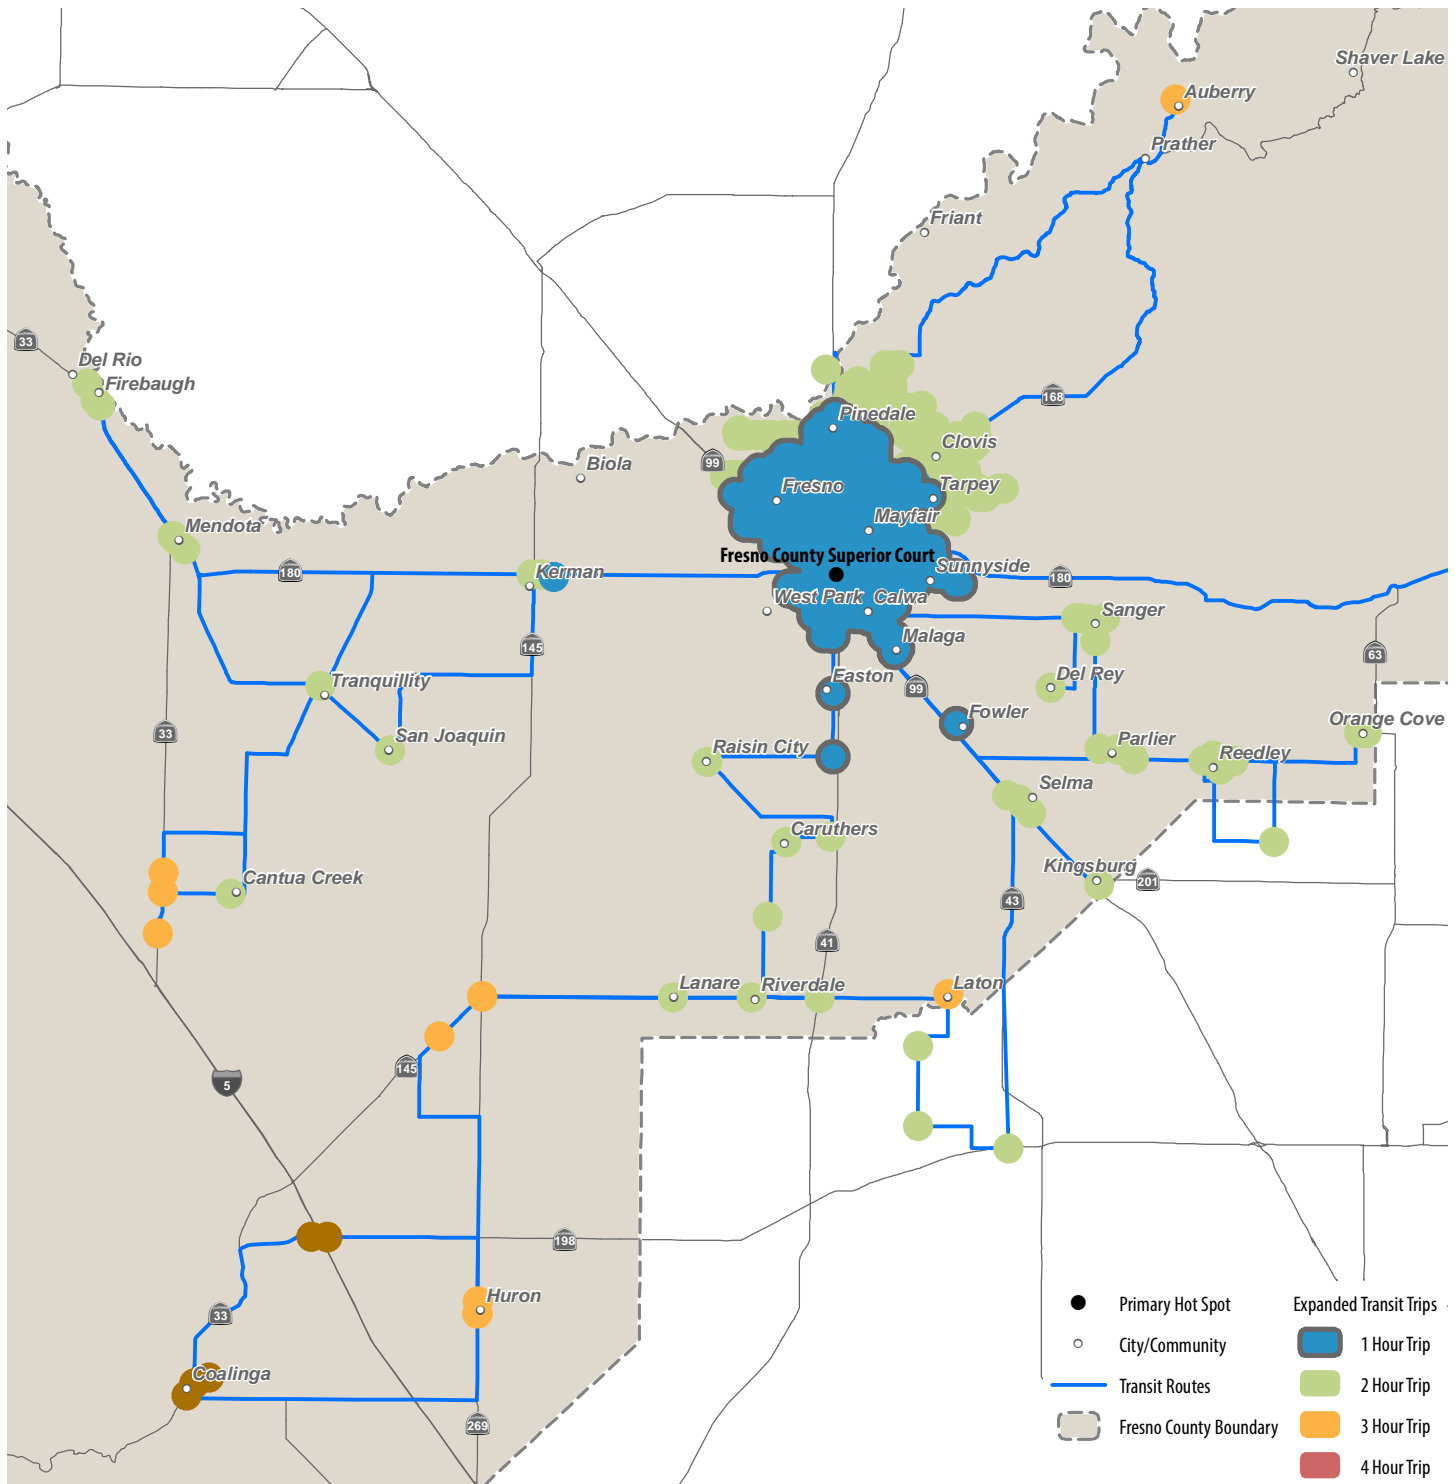 Shaver Lake
Auberry
Prather
Friant
33
Del Rio
Firebaugh
168
Pinedale
Clovis
Biola
99
Fresno
Tarpey
Mayfair
Mendota
Fresno County Superior Court
180
Kerman
Sunnyside
180
West Park
Calwa
Sanger
145
Malaga
63
Tranquillity
Easton
99
Del Rey
Fowler
Orange Cove
33
San Joaquin
Raisin City
Parlier
Reedley
Selma
Caruthers
Kingsburg
Cantua Creek
201
43
41
Lanare
Riverdale
Laton
145
5
198
Huron
33
Coalinga
269
Primary Hot Spot
City/Community
Transit Routes
Fresno County Boundary
Expanded Transit Trips
1 Hour Trip
2 Hour Trip
3 Hour Trip
4 Hour Trip